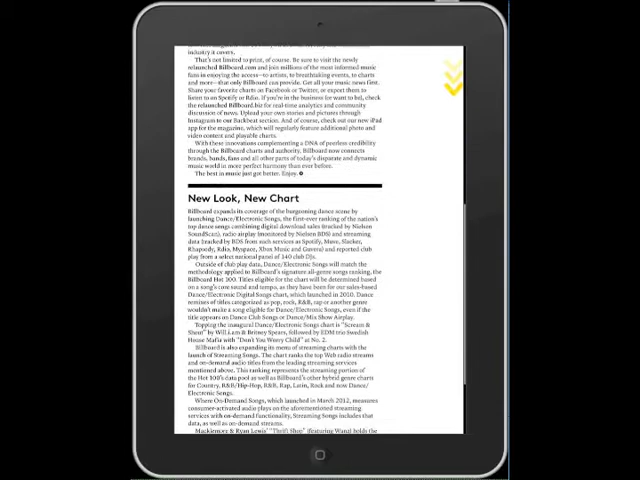 industry it covers.
That's not limited to print, of course. Be sure to visit the newly
relaunched Billboard.com and join millions of the most informed music
fans in enjoying the access—to artists, to breathtaking events, to charts
and more—that only Billboard can provide. Get all your music news first.
Share your favorite charts on Facebook or Twitter, or export them to
listen to on Spotify or Rdio. If you're in the business (or want to be), check
the relaunched Billboard.biz for real-time analytics and community
discussion of news. Upload your own stories and pictures through
Instagram to our Backbeat section. And of course, check out our new iPad
app for the magazine, which will regularly feature additional photo and
video content and playable charts.
With these innovations complementing a DNA of peerless credibility
through the Billboard charts and authority, Billboard now connects
brands, bands, fans and all other parts of today's disparate and dynamic
music world in more perfect harmony than ever before.
The best in music just got better. Enjoy.
New Look, New Chart
Billboard expands its coverage of the burgeoning dance scene by
launching Dance/Electronic Songs, the first-ever ranking of the nation's
top dance songs combining digital download sales (tracked by Nielsen
SoundScan), radio airplay (monitored by Nielsen BDS) and streaming
data (tracked by BDS from such services as Spotify, Muve, Slacker,
Rhapsody, Rdio, Myspace, Xbox Music and Guvera) and reported club
play from a select national panel of 140 club DJs.
Outside of club play data, Dance/Electronic Songs will match the
methodology applied to Billboard's signature all-genre songs ranking, the
Billboard Hot 100. Titles eligible for the chart will be determined based
on a song's core sound and tempo, as they have been for our sales-based
Dance/Electronic Digital Songs chart, which launched in 2010. Dance
remixes of titles categorized as pop, rock, R&B, rap or another genre
wouldn't make a song eligible for Dance/Electronic Songs, even if the
title appears on Dance Club Songs or Dance/Mix Show Airplay.
Topping the inaugural Dance/Electronic Songs chart is "Scream &
Shout" by Will.i.am & Britney Spears, followed by EDM trio Swedish
House Mafia with "Don't You Worry Child" at No. 2.
Billboard is also expanding its menu of streaming charts with the
launch of Streaming Songs. The chart ranks the top Web radio streams
and on-demand audio titles from the leading streaming services
mentioned above. This ranking represents the streaming portion of
the Hot 100's data pool as well as Billboard's other hybrid genre charts
for Country, R&B/Hip-Hop, R&B, Rap, Latin, Rock and now Dance/
Electronic Songs.
Where On-Demand Songs, which launched in March 2012, measures
consumer-activated audio plays on the aforementioned streaming
services with on-demand functionality, Streaming Songs includes that
data, as well as on-demand streams.
Macklemore & Ryan Lewis' "Thrift Shop" (featuring Wanz) holds the